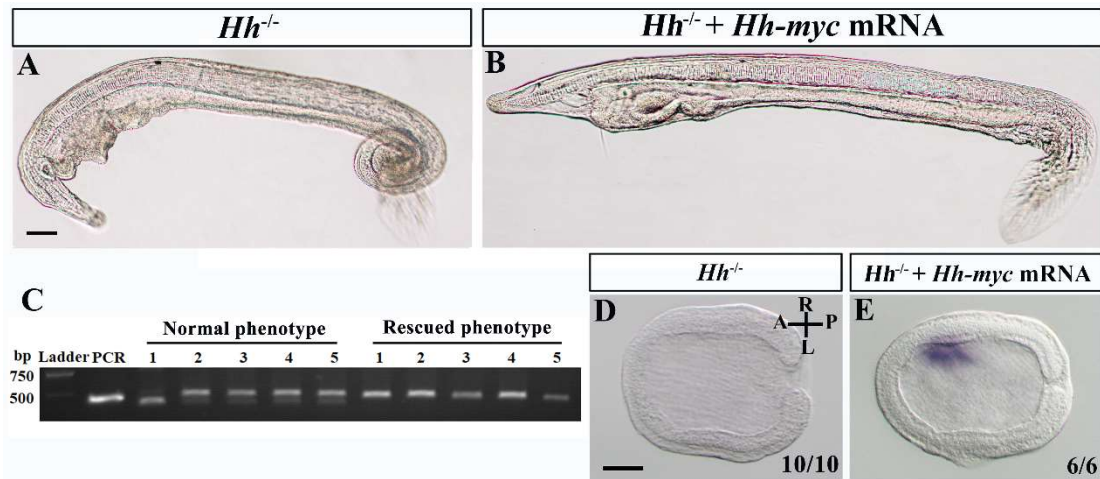 Hh-/-
Hh-/- + Hh-myc mRNA
A
B
C
Normal phenotype
Rescued phenotype
bp Ladder PCR 1 2 3 4 5 1 2 3 4 5
750
500
Hh-/-
Hh-/- + Hh-myc mRNA
D
R
A P
L
10/10
E
6/6